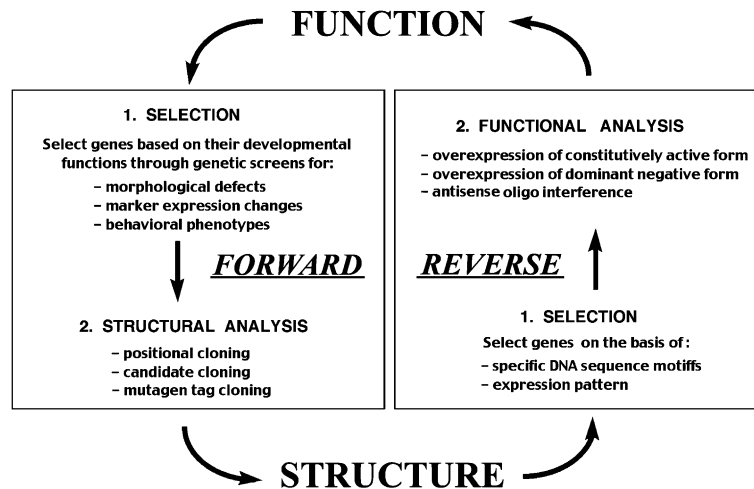 FUNCTION
1. SELECTION
Select genes based on their developmental
functions through genetic screens for:
– morphological defects
– marker expression changes
– behavioral phenotypes
FORWARD
2. STRUCTURAL ANALYSIS
– positional cloning
– candidate cloning
– mutagen tag cloning
2. FUNCTIONAL ANALYSIS
– overexpression of constitutively active form
– overexpression of dominant negative form
– antisense oligo interference
REVERSE
1. SELECTION
Select genes on the basis of :
– specific DNA sequence motiffs
– expression pattern
STRUCTURE